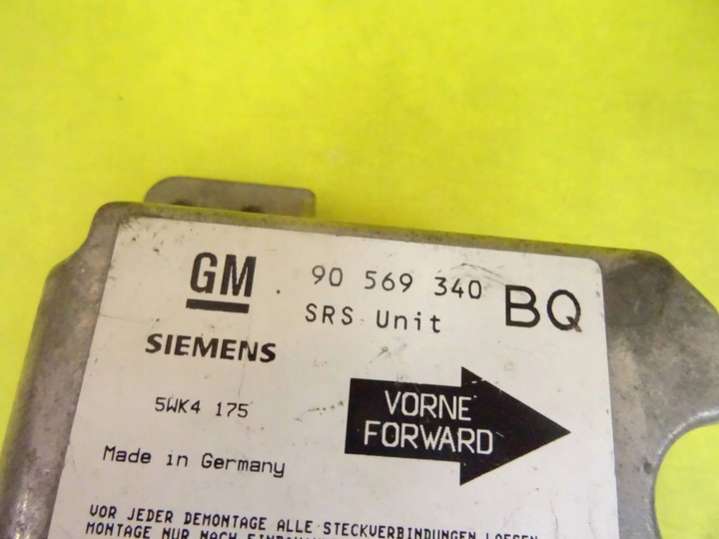 GM 90 569 340 BQ
SRS Unit
SIEMENS
5WK4 175
VORNE
FORWARD
Made in Germany
VOR JEDER DEMONTAGE ALLE STECKVERBINDUNGEN LOESEN
MONTAGE NUR NACH